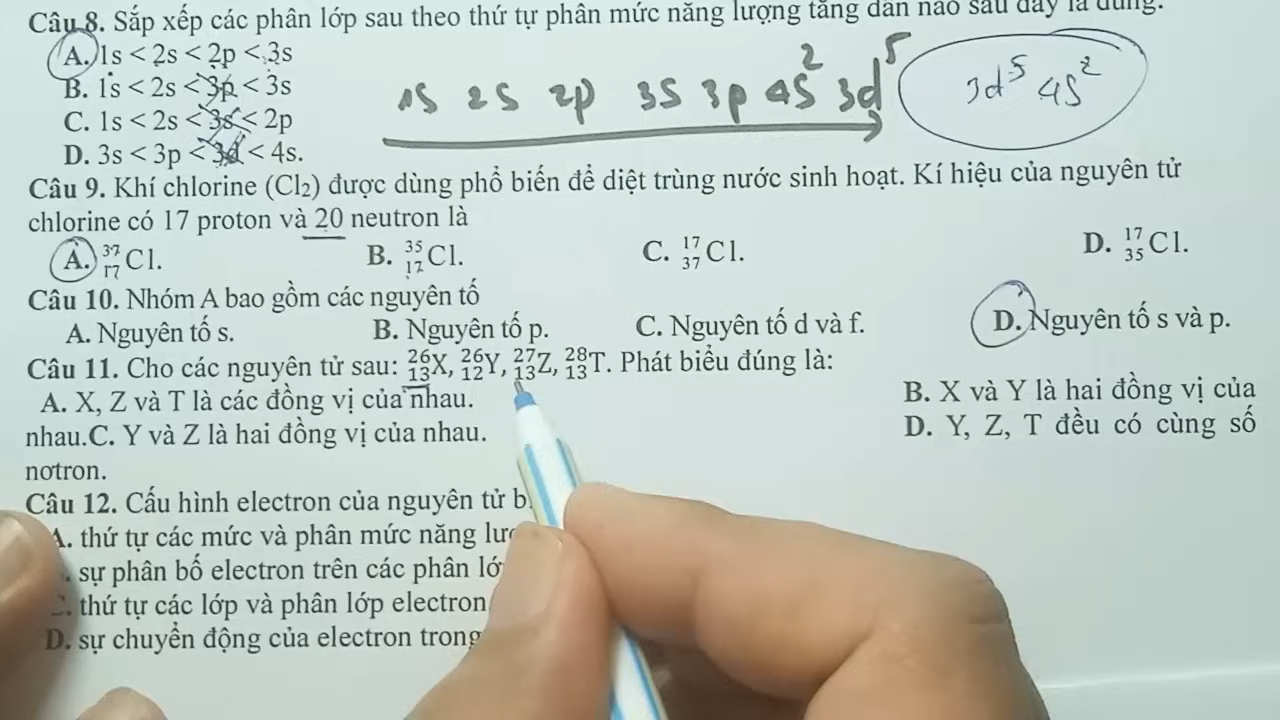 Câu 8. Sắp xếp các phân lớp sau theo thứ tự phân mức năng lượng tăng dần nào sau đây là đúng:
A. 1s < 2s < 2p < 3s
B. 1s < 2s < 3p < 3s
C. 1s < 2s < 3s < 2p
D. 3s < 3p < 3d < 4s.
1s 2s 2p 3s 3p 4s² 3d⁵
3d⁵ 4s²
Câu 9. Khí chlorine (Cl₂) được dùng phổ biến để diệt trùng nước sinh hoạt. Kí hiệu của nguyên tử
chlorine có 17 proton và 20 neutron là
A. ³⁷₁₇Cl. B. ³⁵₁₇Cl. C. ¹⁷₃₇Cl. D. ¹⁷₃₅Cl.
Câu 10. Nhóm A bao gồm các nguyên tố
A. Nguyên tố s. B. Nguyên tố p. C. Nguyên tố d và f. D. Nguyên tố s và p.
Câu 11. Cho các nguyên tử sau: ²⁶₁₃X, ²⁶₁₂Y, ²⁷₁₃Z, ²⁸₁₃T. Phát biểu đúng là:
A. X, Z và T là các đồng vị của nhau. B. X và Y là hai đồng vị của
nhau.C. Y và Z là hai đồng vị của nhau. D. Y, Z, T đều có cùng số
nơtron.
Câu 12. Cấu hình electron của nguyên tử b
A. thứ tự các mức và phân mức năng
sự phân bố electron trên các phân
C. thứ tự các lớp và phân lớp electron
D. sự chuyển động của electron trong